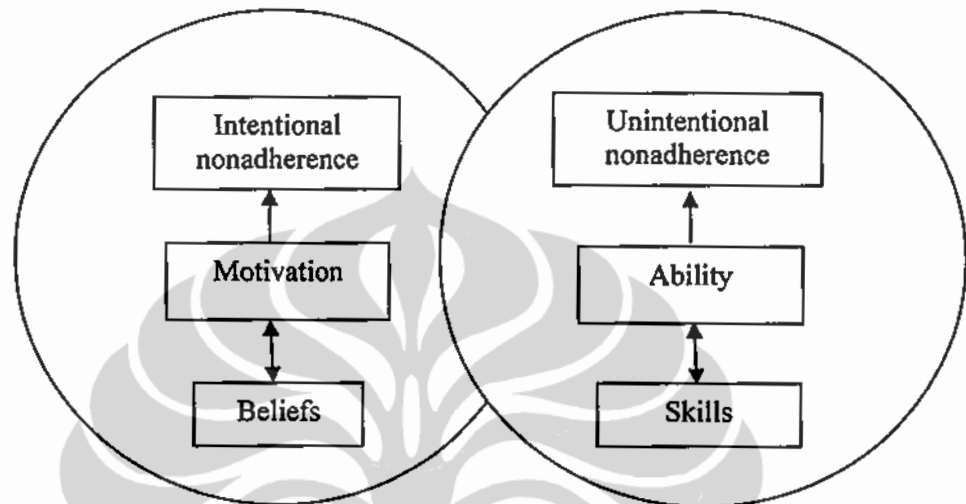 Intentional
nonadherence
Motivation
Beliefs
Unintentional
nonadherence
Ability
Skills